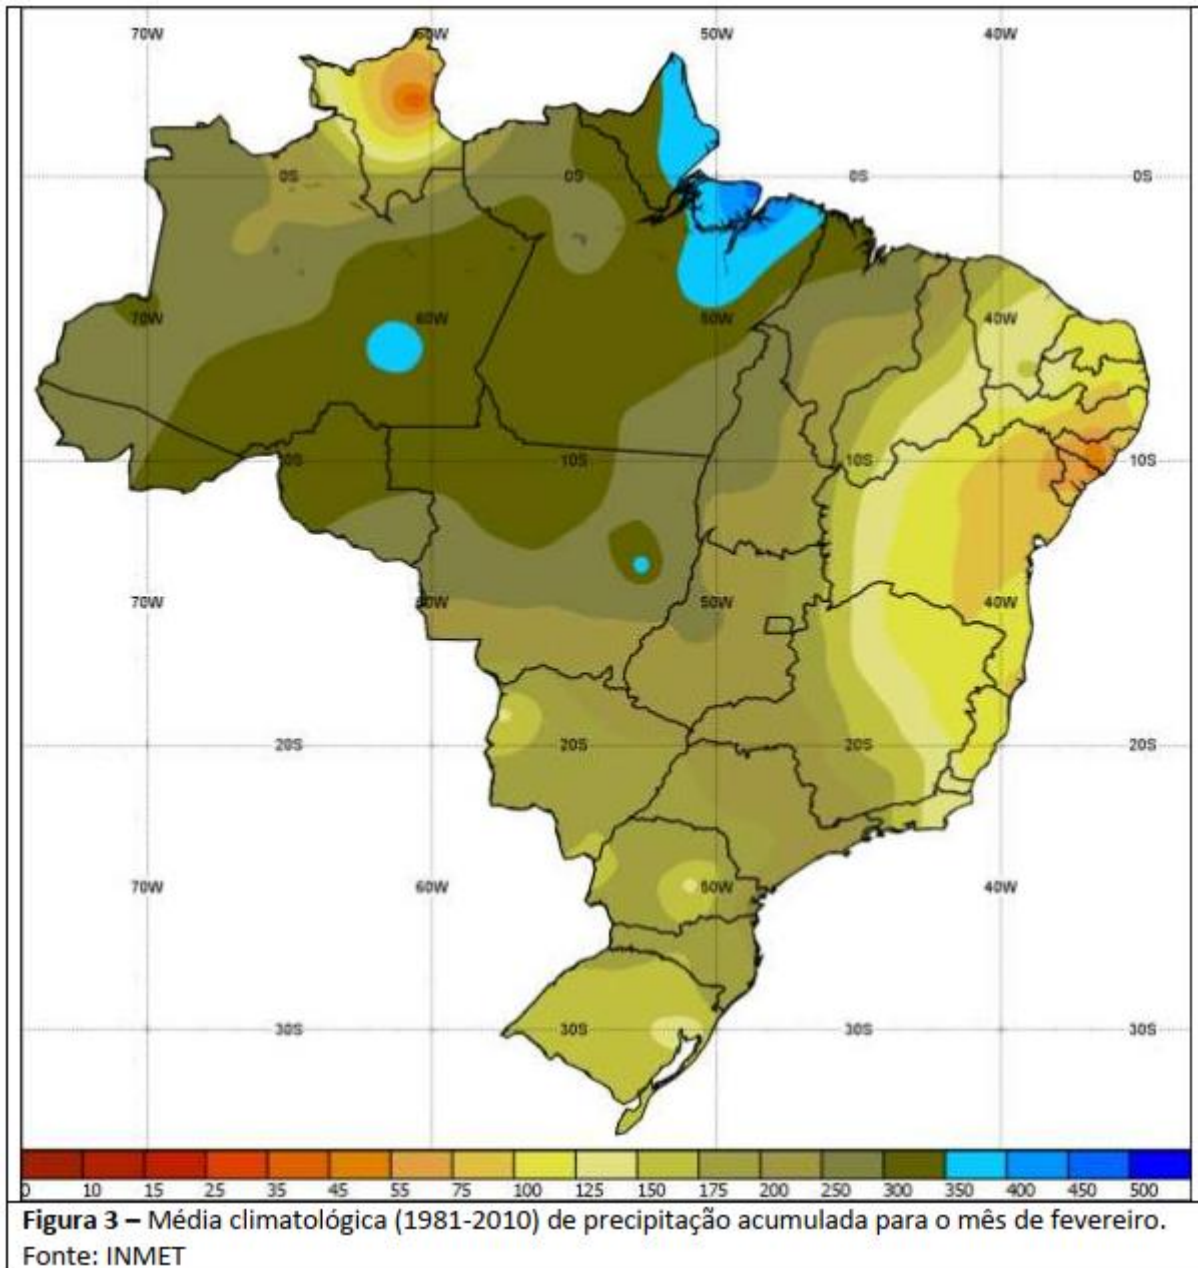 70W 60W 50W 40W
0S 0S 0S 0S
70W 60W 50W 40W
10S 10S 10S 10S
70W 60W 50W 40W
20S 20S 20S 20S
70W 60W 50W 40W
30S 30S 30S 30S
0 10 15 25 35 45 55 75 100 125 150 175 200 250 300 350 400 450 500
Figura 3 – Média climatológica (1981-2010) de precipitação acumulada para o mês de fevereiro.
Fonte: INMET